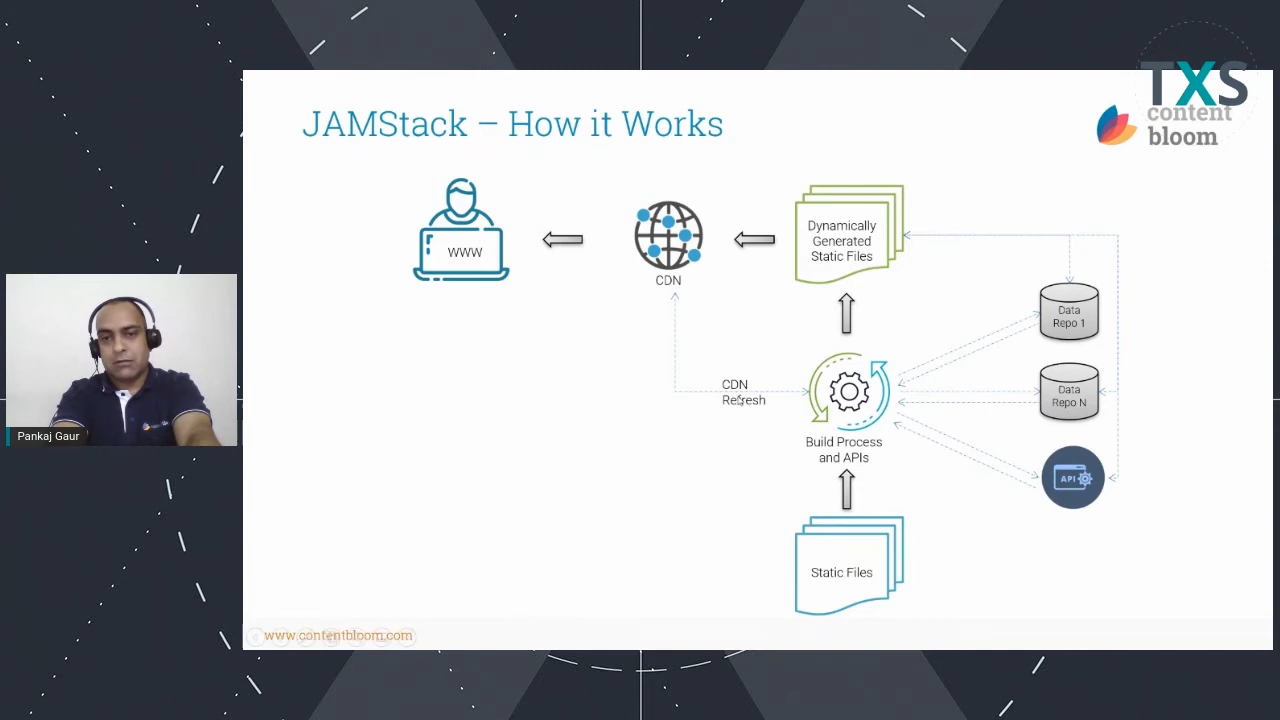 TXS
content
bloom
JAMStack – How it Works
WWW
CDN
Dynamically
Generated
Static Files
Data
Repo 1
CDN
Refresh
Data
Repo N
Build Process
and APIs
API
Static Files
Pankaj Gaur
www.contentbloom.com